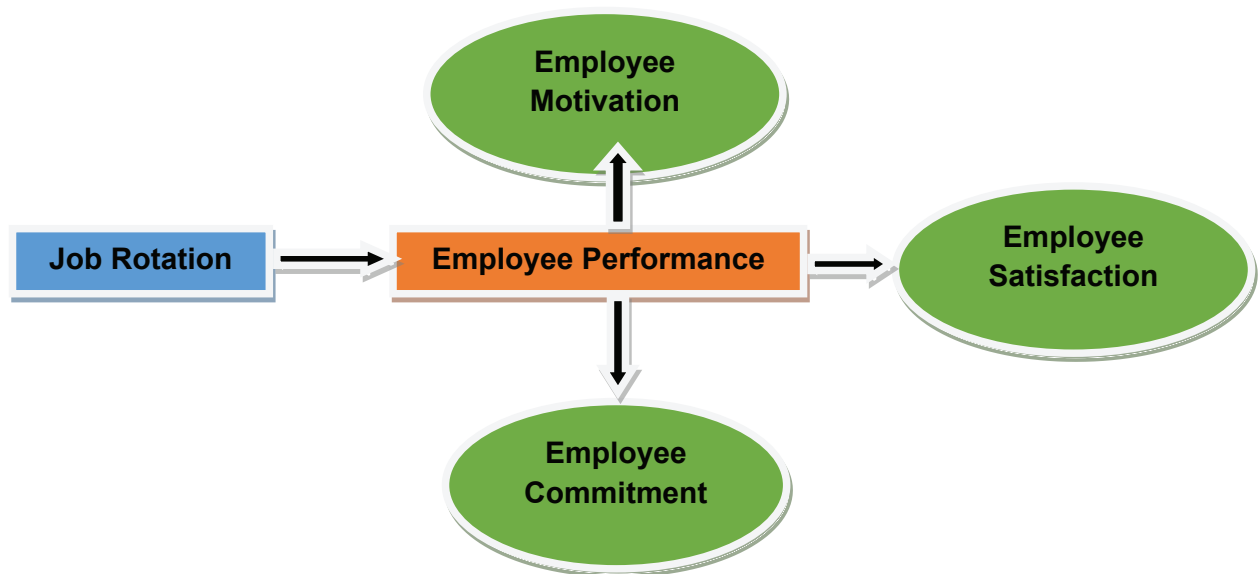 Employee
Motivation
Job Rotation
Employee Performance
Employee
Satisfaction
Employee
Commitment